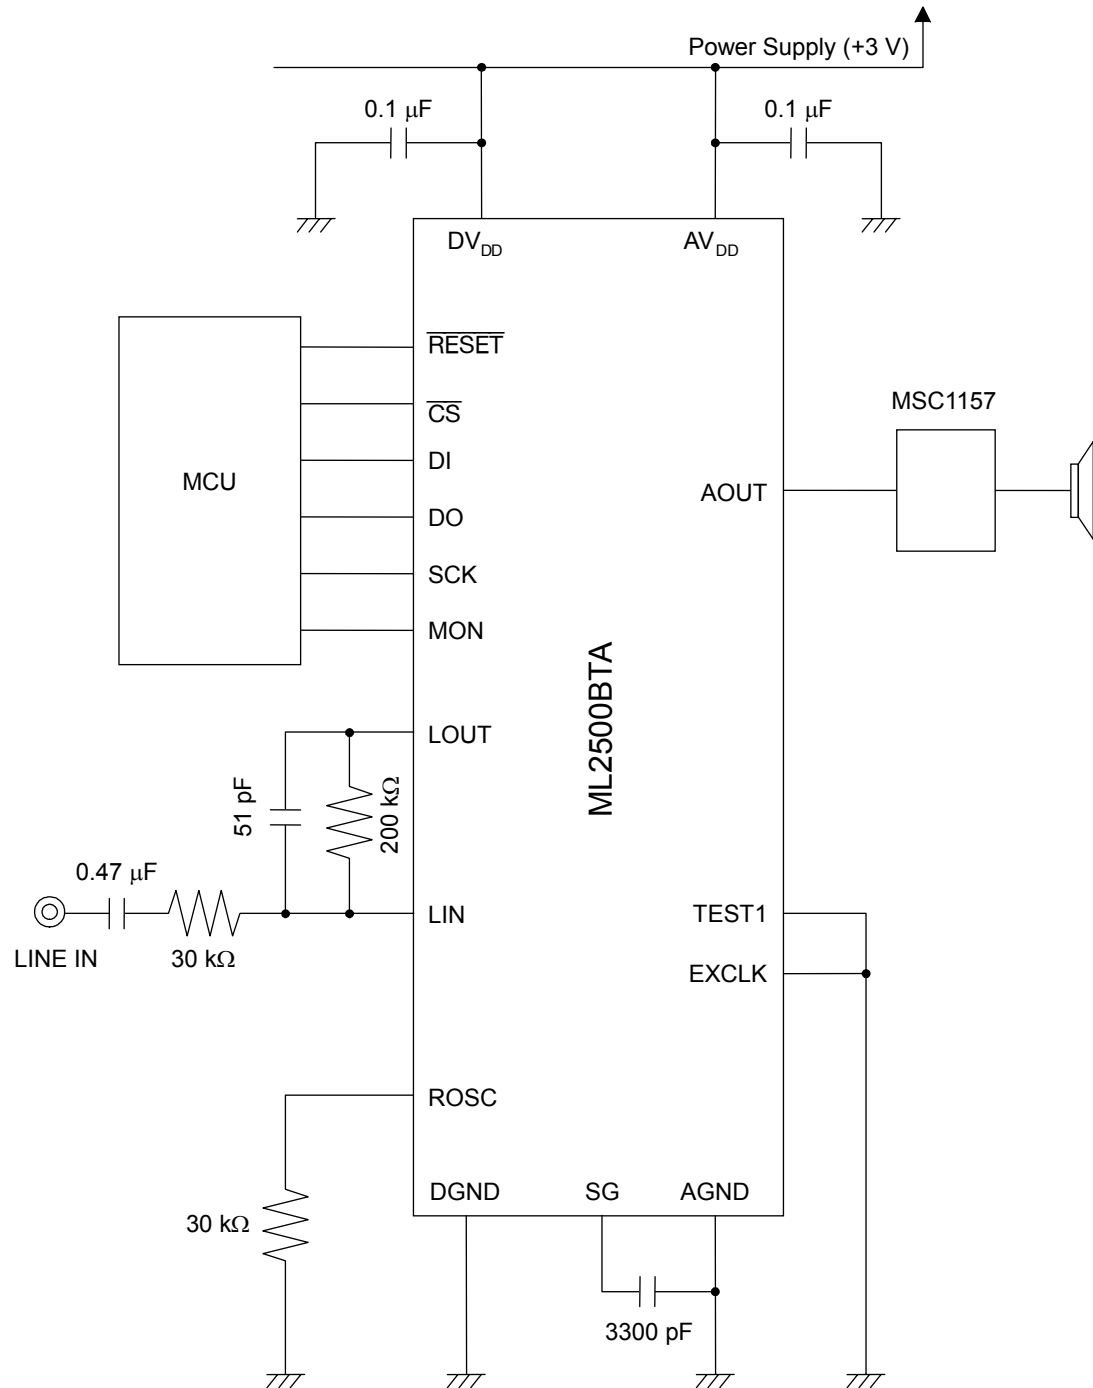 Power Supply (+3 V)
0.1 μF
0.1 μF
DVDD
AVDD
RESET
CS
DI
DO
SCK
MON
MCU
MSC1157
AOUT
ML2500BTA
LOUT
51 pF
200 kΩ
0.47 μF
LIN
LINE IN
30 kΩ
TEST1
EXCLK
ROSC
30 kΩ
DGND
SG
AGND
3300 pF